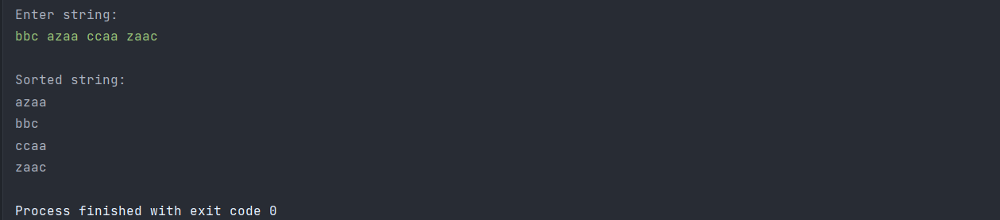 Enter string:
bbc azaa ccaa zaac
Sorted string:
azaa
bbc
ccaa
zaac
Process finished with exit code 0